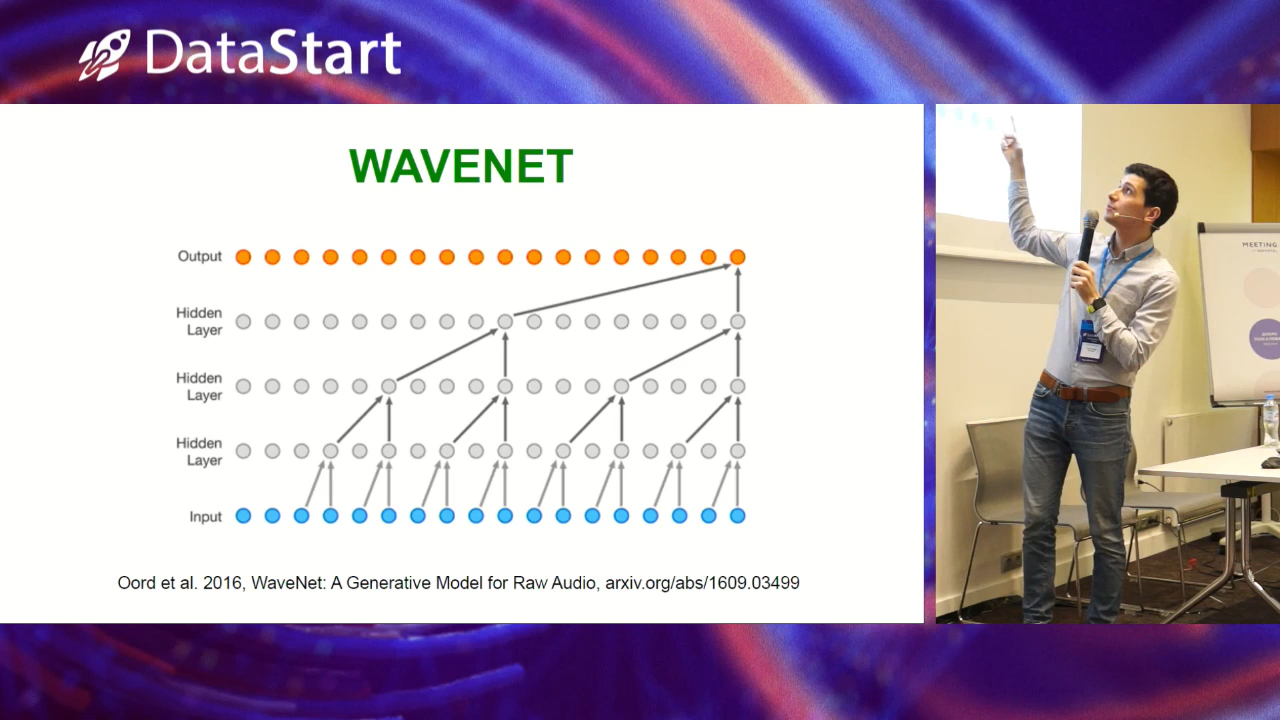 DataStart
WAVENET
Output
Hidden
Layer
Hidden
Layer
Hidden
Layer
Input
Oord et al. 2016, WaveNet: A Generative Model for Raw Audio, arxiv.org/abs/1609.03499
MEETING